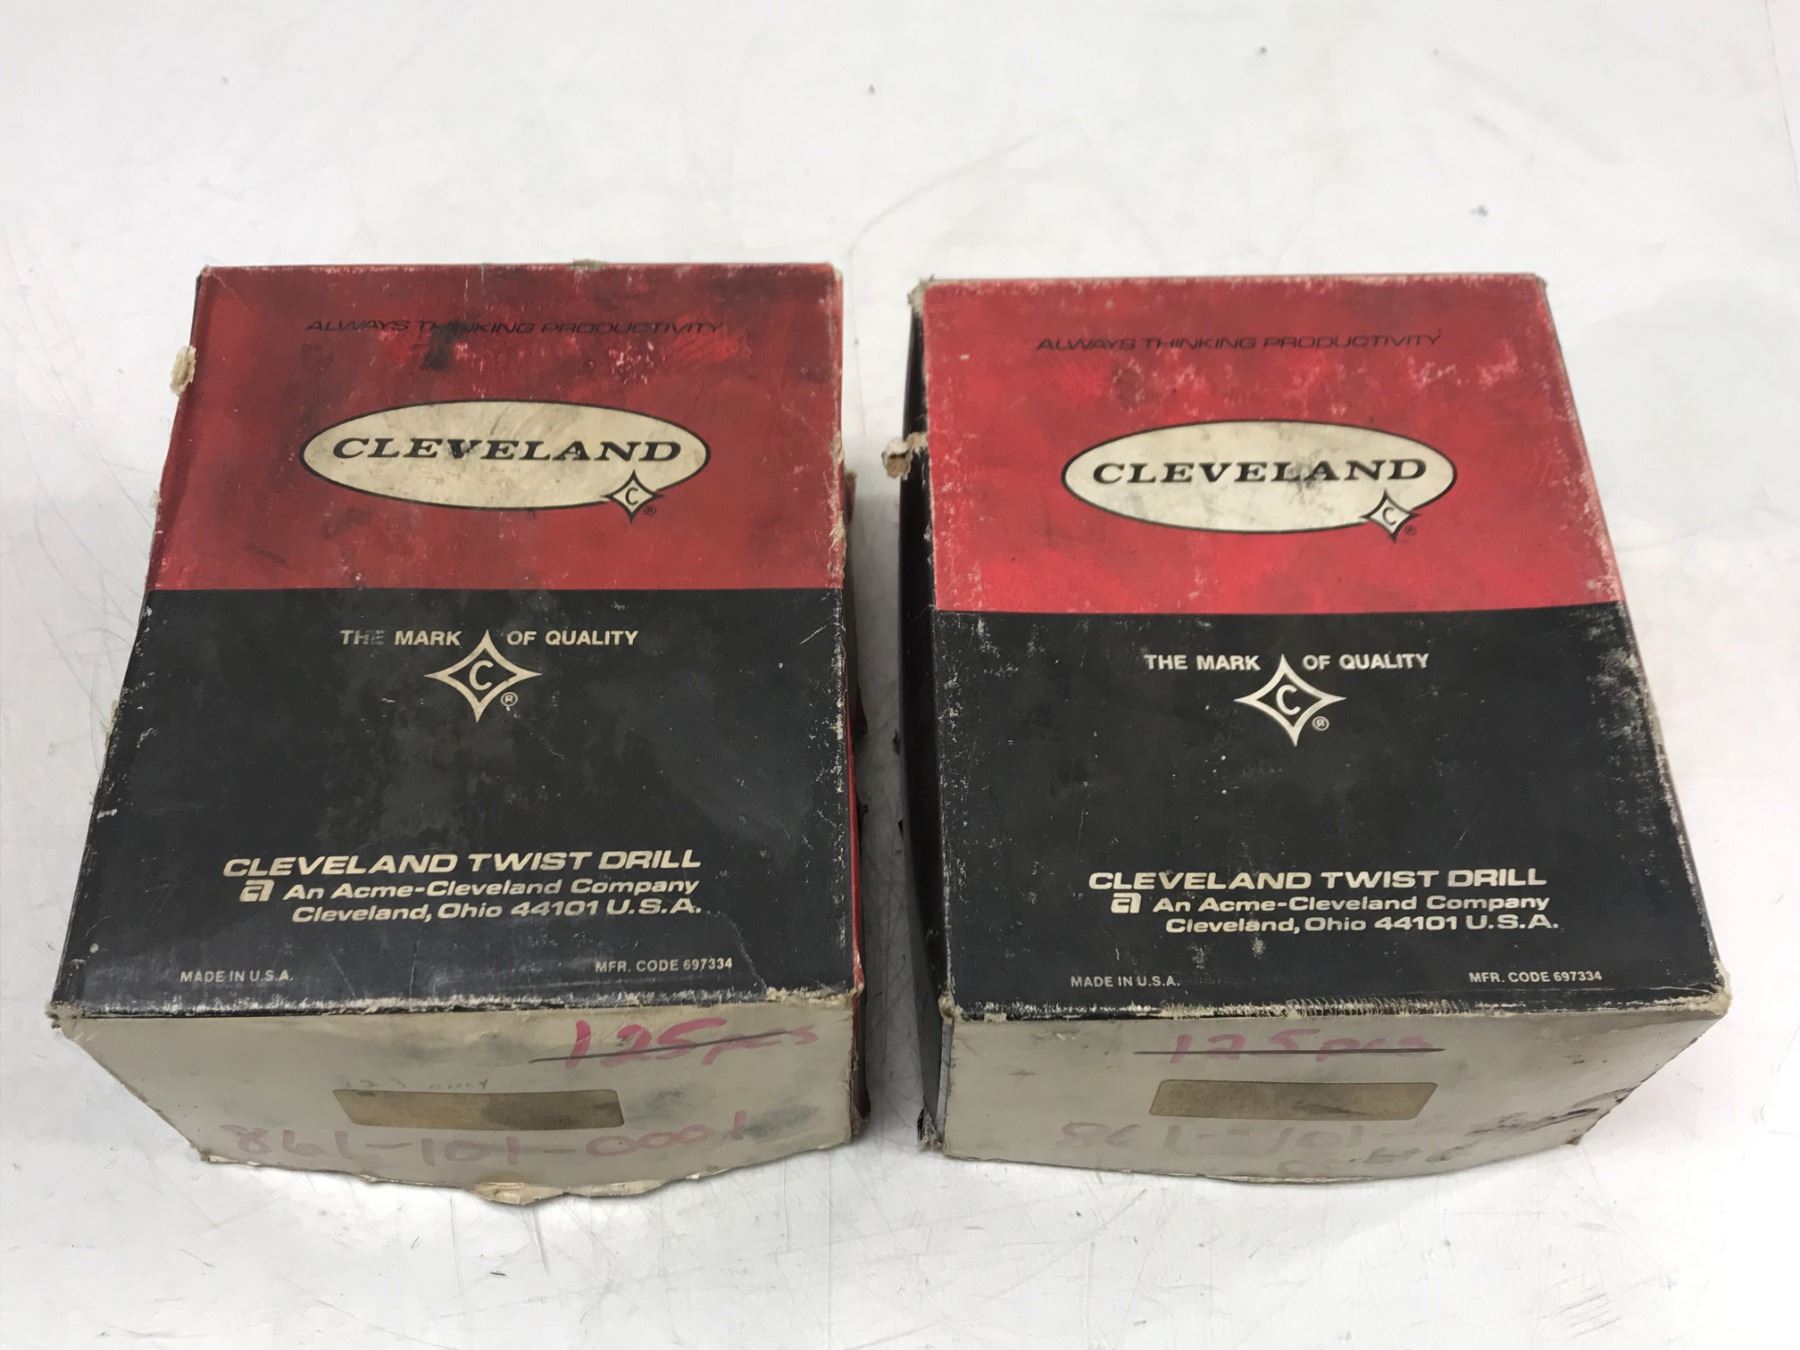 ALWAYS THINKING PRODUCTIVITY
CLEVELAND
C®
THE MARK OF QUALITY
C®
CLEVELAND TWIST DRILL
a An Acme-Cleveland Company
Cleveland, Ohio 44101 U.S.A.
MADE IN U.S.A. MFR. CODE 697334
125pcs
861-101-0001
ALWAYS THINKING PRODUCTIVITY
CLEVELAND
C®
THE MARK OF QUALITY
C®
CLEVELAND TWIST DRILL
a An Acme-Cleveland Company
Cleveland, Ohio 44101 U.S.A.
MADE IN U.S.A. MFR. CODE 697334
125pcs
861-101-